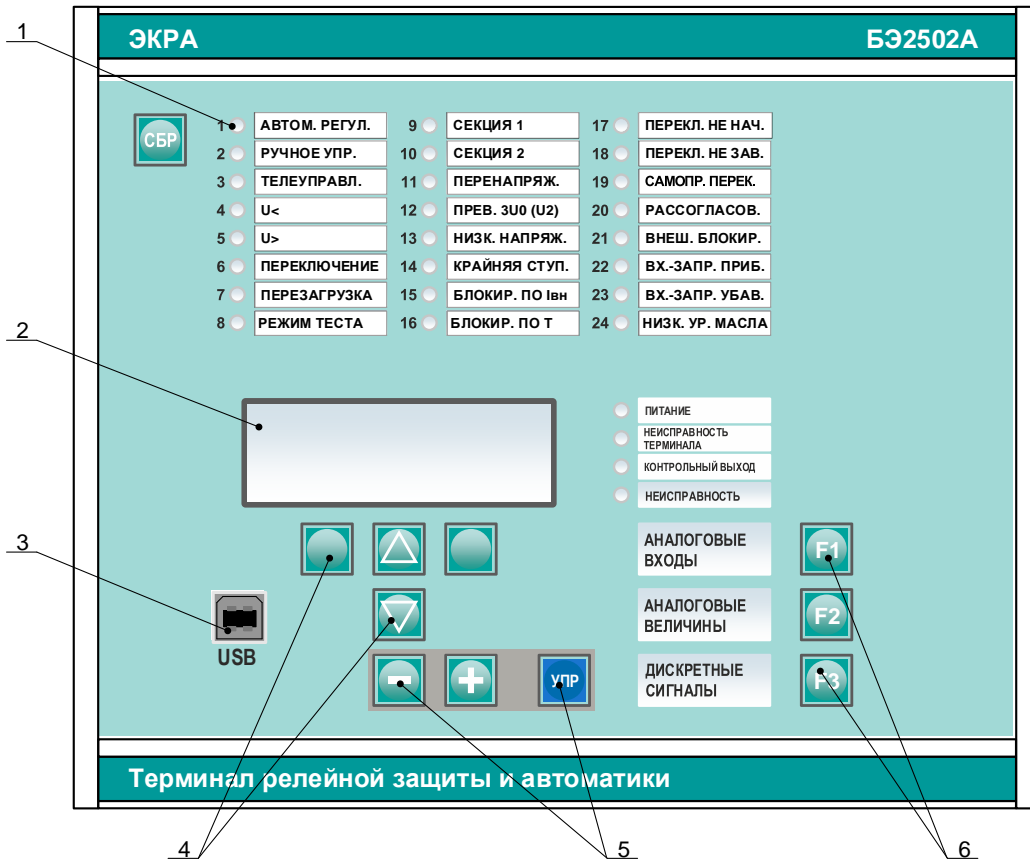 1
ЭКРА БЭ2502А
СБР
1 АВТОМ. РЕГУЛ. 9 СЕКЦИЯ 1 17 ПЕРЕКЛ. НЕ НАЧ.
2 РУЧНОЕ УПР. 10 СЕКЦИЯ 2 18 ПЕРЕКЛ. НЕ ЗАВ.
3 ТЕЛЕУПРАВЛ. 11 ПЕРЕНАПРЯЖ. 19 САМОПР. ПЕРЕК.
4 U< 12 ПРЕВ. 3U0 (U2) 20 РАССОГЛАСОВ.
5 U> 13 НИЗК. НАПРЯЖ. 21 ВНЕШ. БЛОКИР.
6 ПЕРЕКЛЮЧЕНИЕ 14 КРАЙНЯЯ СТУП. 22 ВХ.-ЗАПР. ПРИБ.
7 ПЕРЕЗАГРУЗКА 15 БЛОКИР. ПО Iвн 23 ВХ.-ЗАПР. УБАВ.
8 РЕЖИМ ТЕСТА 16 БЛОКИР. ПО Т 24 НИЗК. УР. МАСЛА
2
ПИТАНИЕ
НЕИСПРАВНОСТЬ
ТЕРМИНАЛА
КОНТРОЛЬНЫЙ ВЫХОД
НЕИСПРАВНОСТЬ
3
АНАЛОГОВЫЕ
ВХОДЫ
F1
АНАЛОГОВЫЕ
ВЕЛИЧИНЫ
F2
USB
УПР
ДИСКРЕТНЫЕ
СИГНАЛЫ
F3
Терминал релейной защиты и автоматики
4 5 6